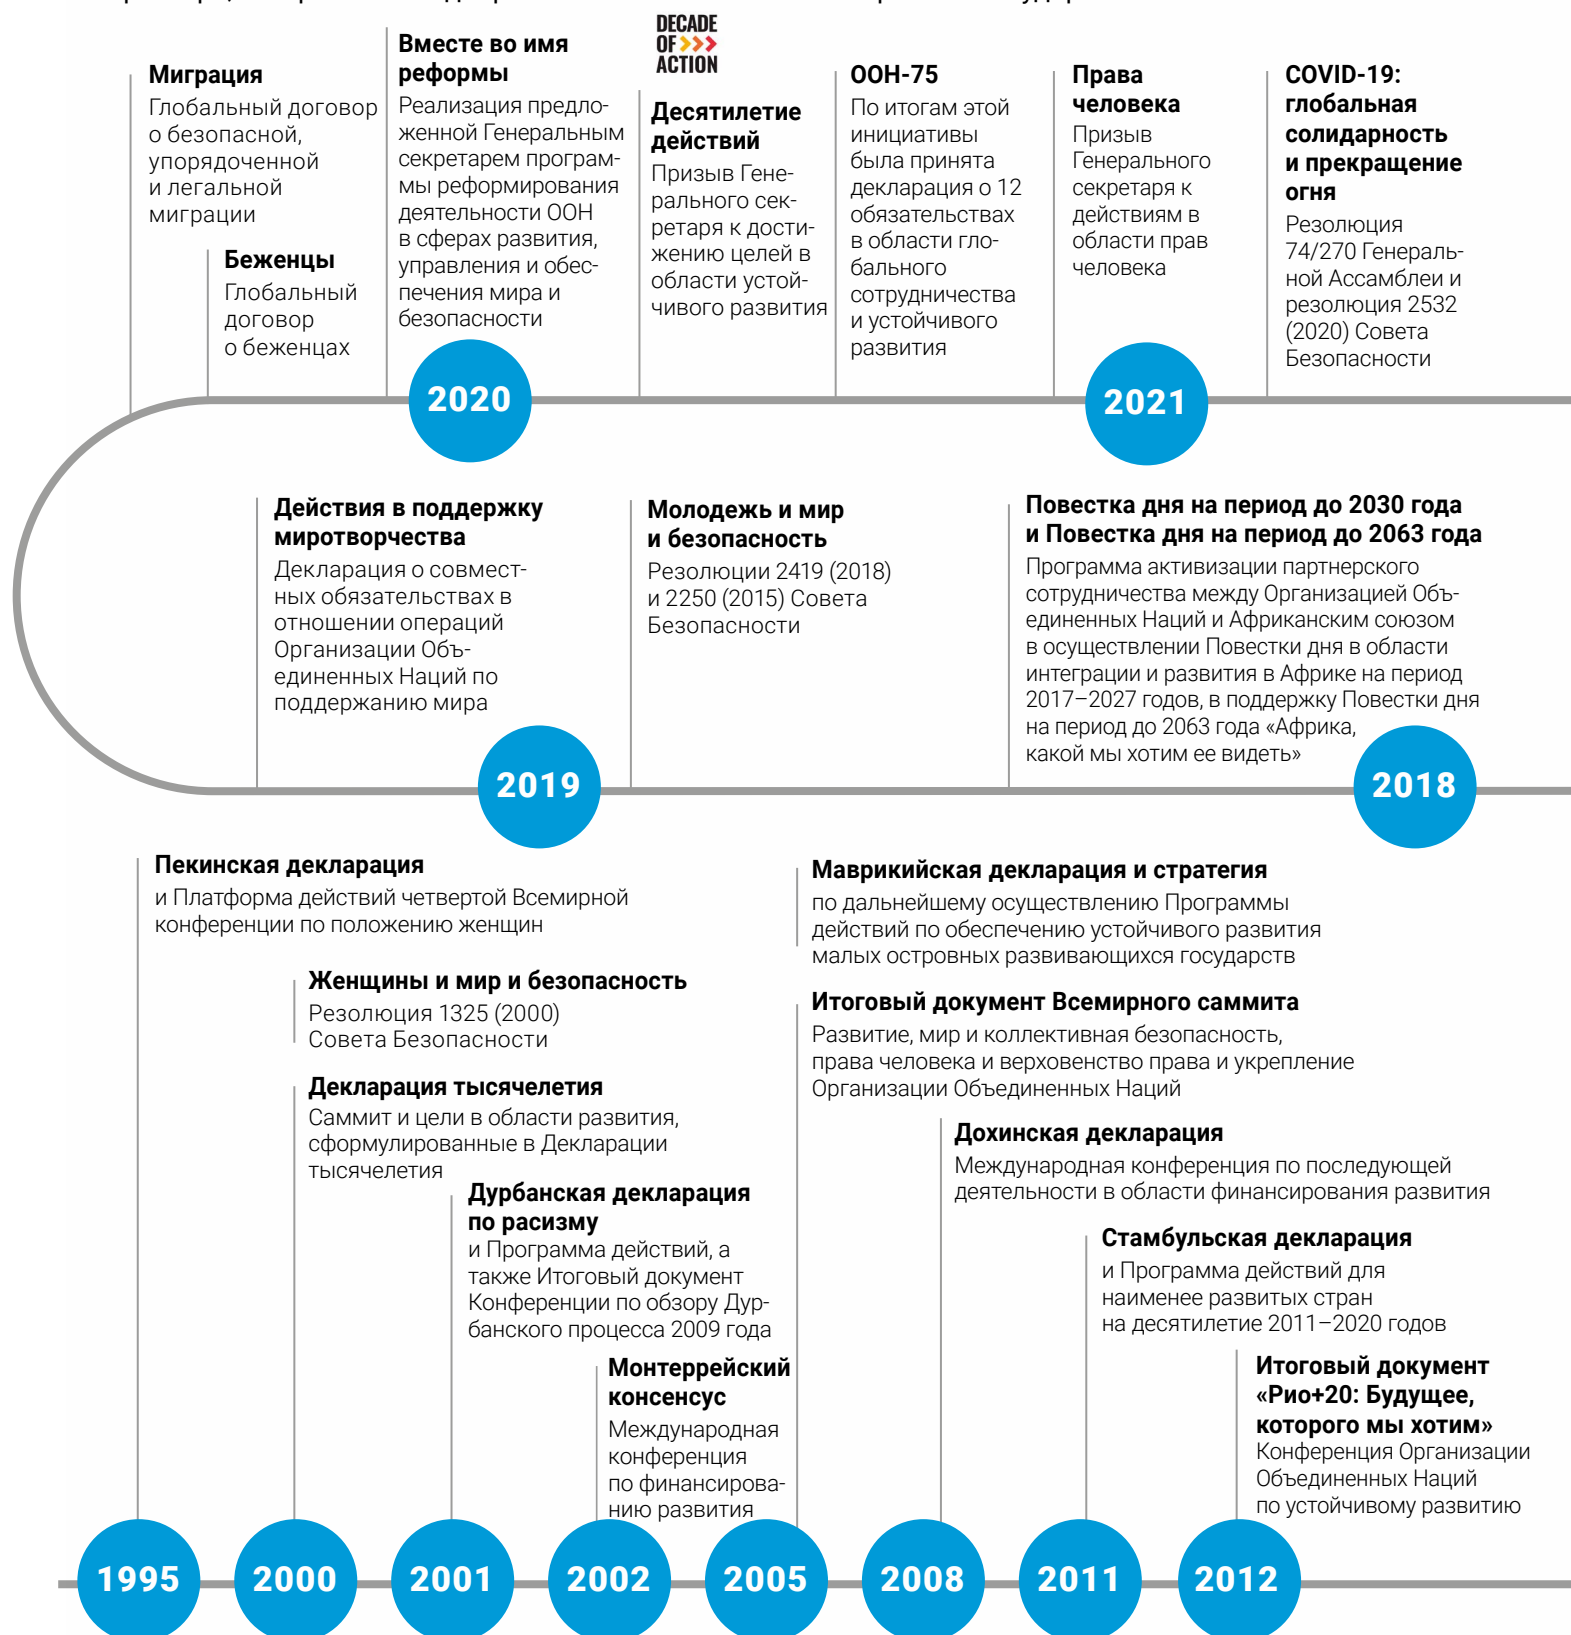 DECADE
OF
ACTION
Миграция
Глобальный договор
о безопасной,
упорядоченной
и легальной
миграции
Беженцы
Глобальный
договор
о беженцах
Вместе во имя
реформы
Реализация предло-
женной Генеральным
секретарем програм-
мы реформирования
деятельности ООН
в сферах развития,
управления и обес-
печения мира и
безопасности
Десятилетие
действий
Призыв Гене-
рального сек-
ретаря к дости-
жению целей в
области устой-
чивого развития
ООН-75
По итогам этой
инициативы
была принята
декларация о 12
обязательствах
в области гло-
бального
сотрудничества
и устойчивого
развития
Права
человека
Призыв
Генерального
секретаря к
действиям в
области прав
человека
COVID-19:
глобальная
солидарность
и прекращение
огня
Резолюция
74/270 Генераль-
ной Ассамблеи и
резолюция 2532
(2020) Совета
Безопасности
2020
2021
Действия в поддержку
миротворчества
Декларация о совмест-
ных обязательствах в
отношении операций
Организации Объ-
единенных Наций по
поддержанию мира
Молодежь и мир
и безопасность
Резолюции 2419 (2018)
и 2250 (2015) Совета
Безопасности
Повестка дня на период до 2030 года
и Повестка дня на период до 2063 года
Программа активизации партнерского
сотрудничества между Организацией Объ-
единенных Наций и Африканским союзом
в осуществлении Повестки дня в области
интеграции и развития в Африке на период
2017–2027 годов, в поддержку Повестки дня
на период до 2063 года «Африка,
какой мы хотим ее видеть»
2019
2018
Пекинская декларация
и Платформа действий четвертой Всемирной
конференции по положению женщин
Женщины и мир и безопасность
Резолюция 1325 (2000)
Совета Безопасности
Декларация тысячелетия
Саммит и цели в области развития,
сформулированные в Декларации
тысячелетия
Дурбанская декларация
по расизму
и Программа действий, а
также Итоговый документ
Конференции по обзору Дур-
банского процесса 2009 года
Монтеррейский
консенсус
Международная
конференция
по финансирова-
нию развития
Маврикийская декларация и стратегия
по дальнейшему осуществлению Программы
действий по обеспечению устойчивого развития
малых островных развивающихся государств
Итоговый документ Всемирного саммита
Развитие, мир и коллективная безопасность,
права человека и верховенство права и укрепление
Организации Объединенных Наций
Дохинская декларация
Международная конференция по последующей
деятельности в области финансирования развития
Стамбульская декларация
и Программа действий для
наименее развитых стран
на десятилетие 2011–2020 годов
Итоговый документ
«Рио+20: Будущее,
которого мы хотим»
Конференция Организации
Объединенных Наций
по устойчивому развитию
1995
2000
2001
2002
2005
2008
2011
2012